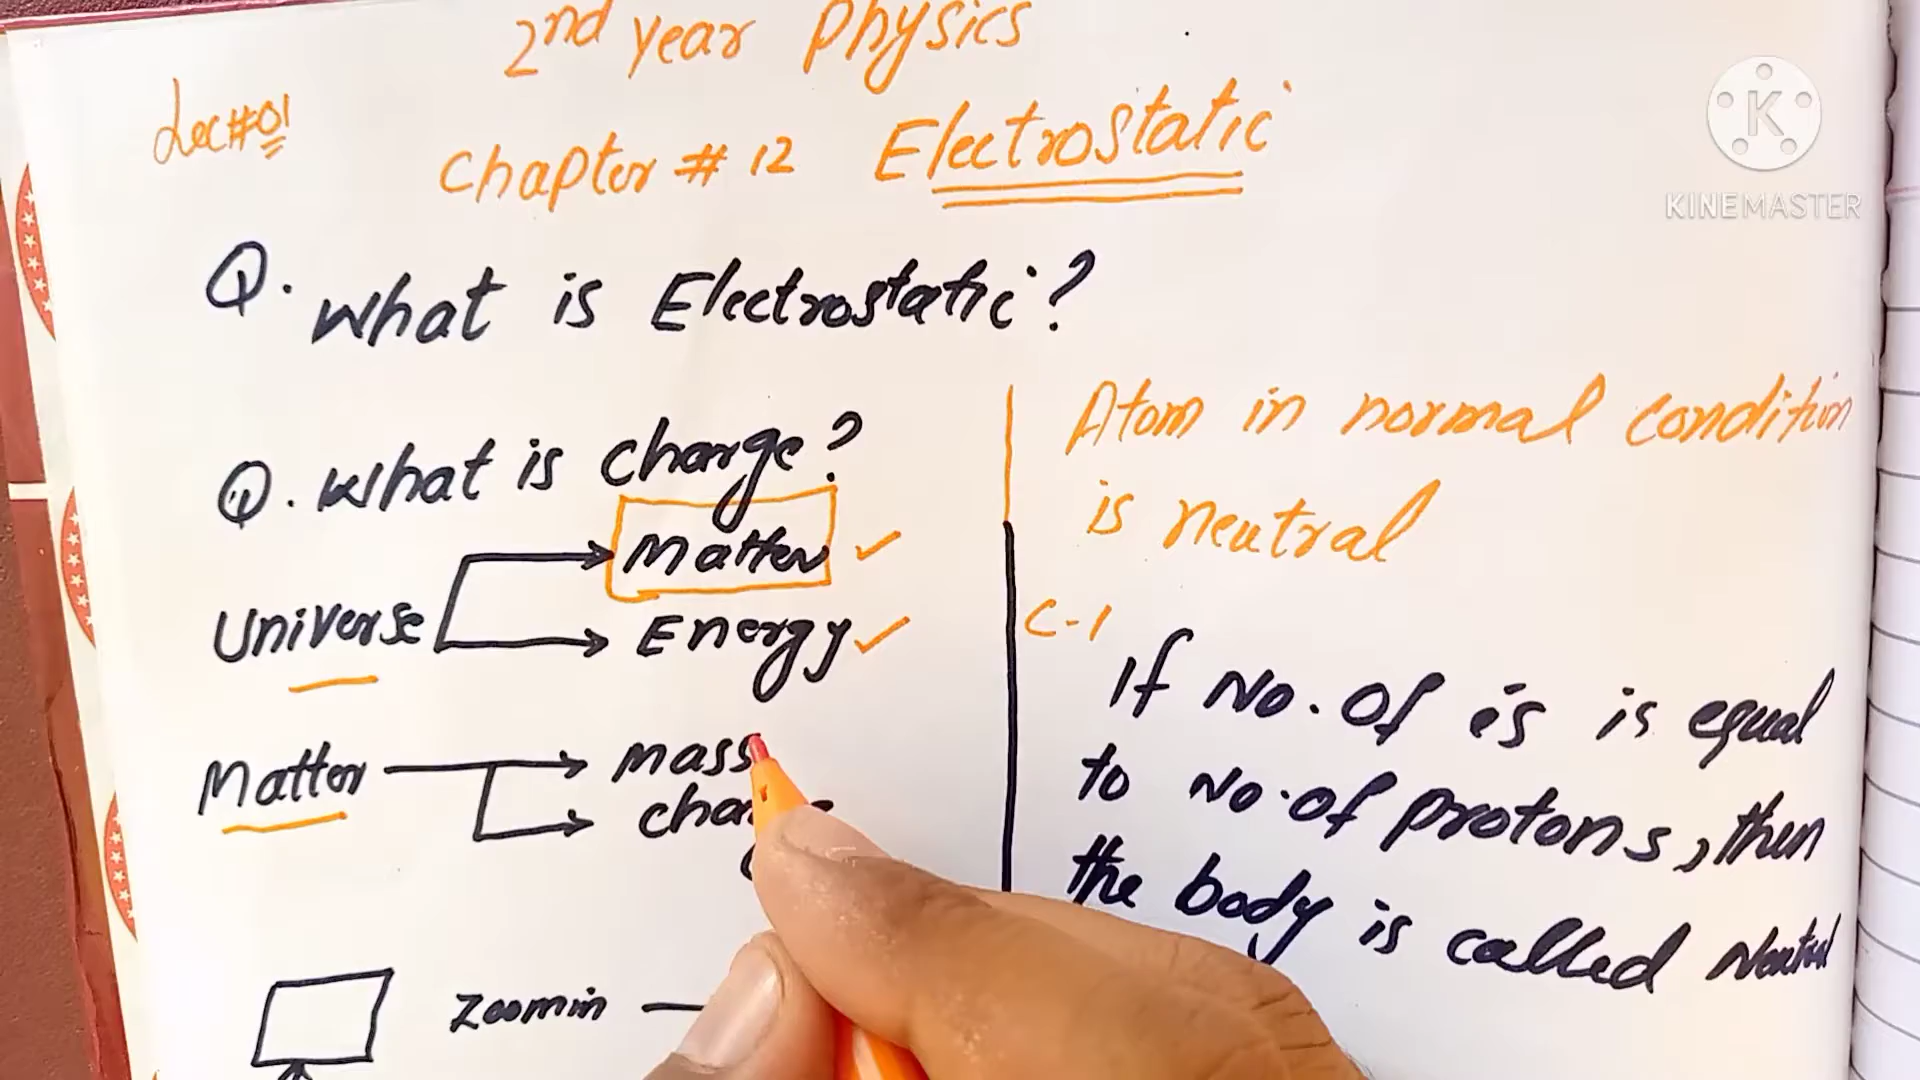 2nd year Physics
Lec#01
Chapter # 12 Electrostatic
Q. What is Electrostatic?
Q. What is charge?
Matter
Universe
Energy
Matter
mass
Zoomin
Atom in normal condition
is neutral
C-1
If No. Of es is equal
to No. of protons, then
the body is called Neutral
K
KINEMASTER